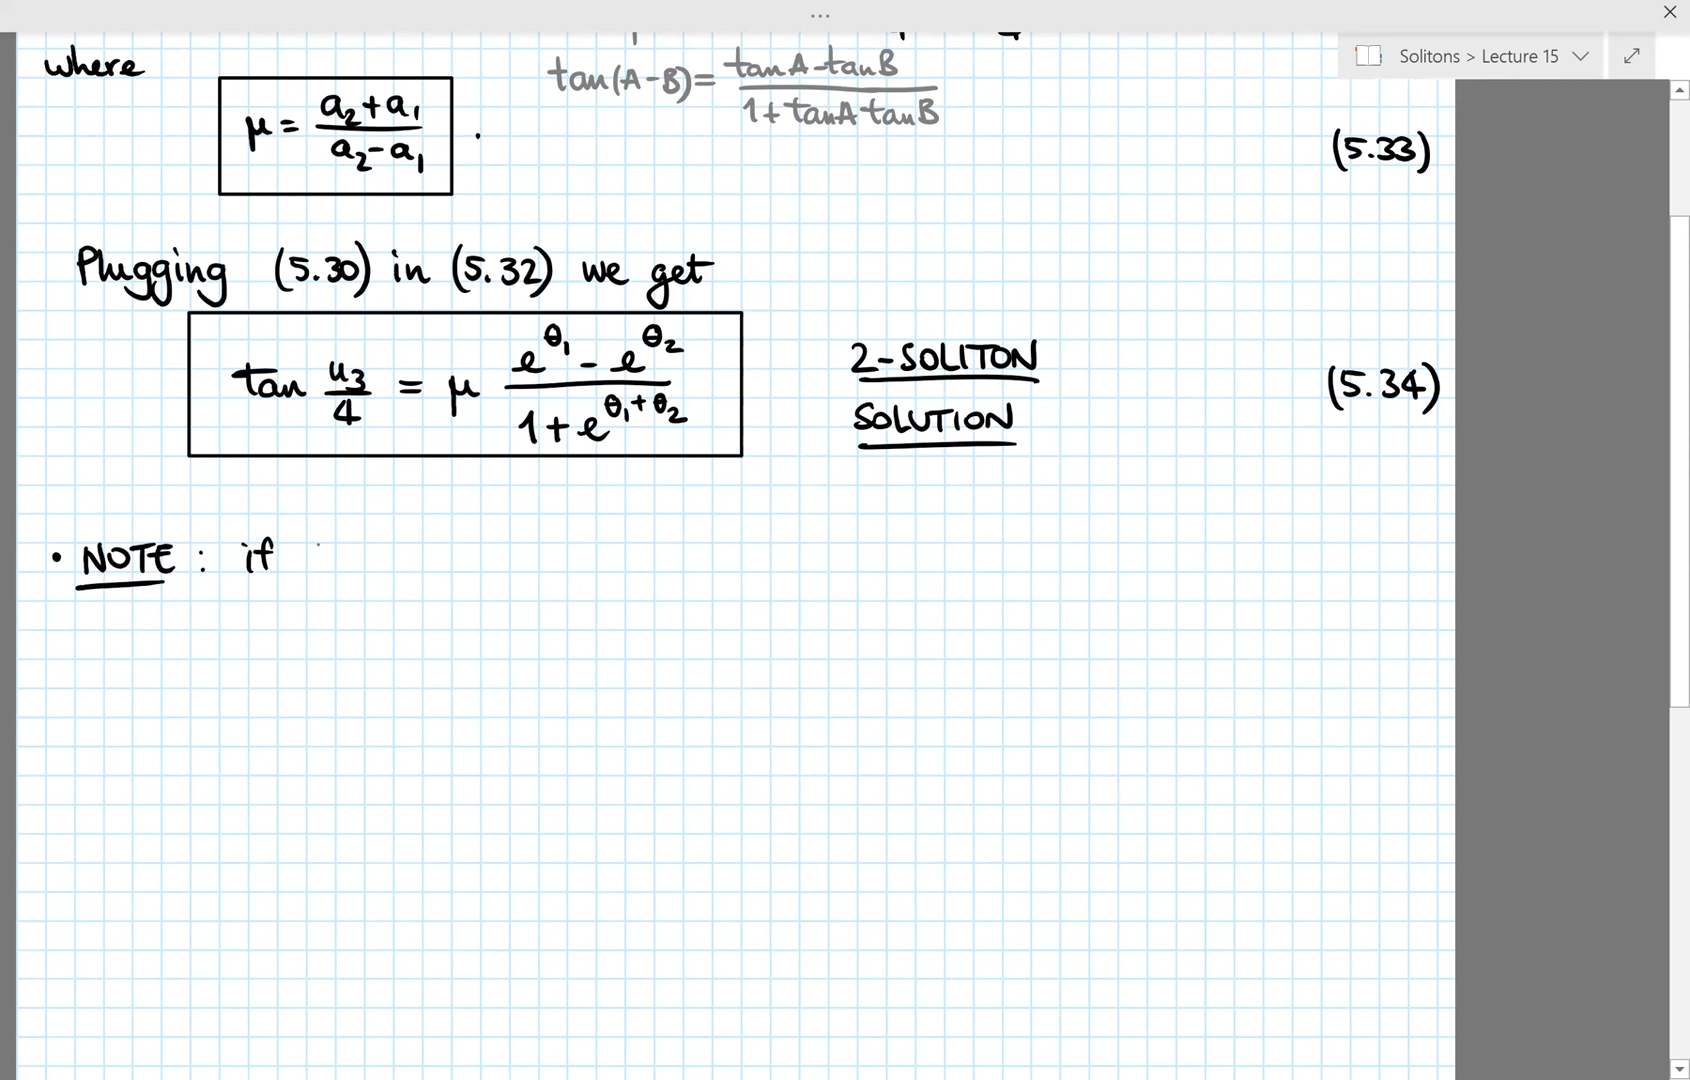 Solitons > Lecture 15
where
tan(A-B)= tanA-tanB / 1+tanA tanB
μ= a₂+a₁ / a₂-a₁ .
(5.33)
Plugging (5.30) in (5.32) we get
tan u₃/4 = μ e^θ₁ - e^θ₂ / 1+e^θ₁+θ₂
2-SOLITON
SOLUTION
(5.34)
• NOTE : if